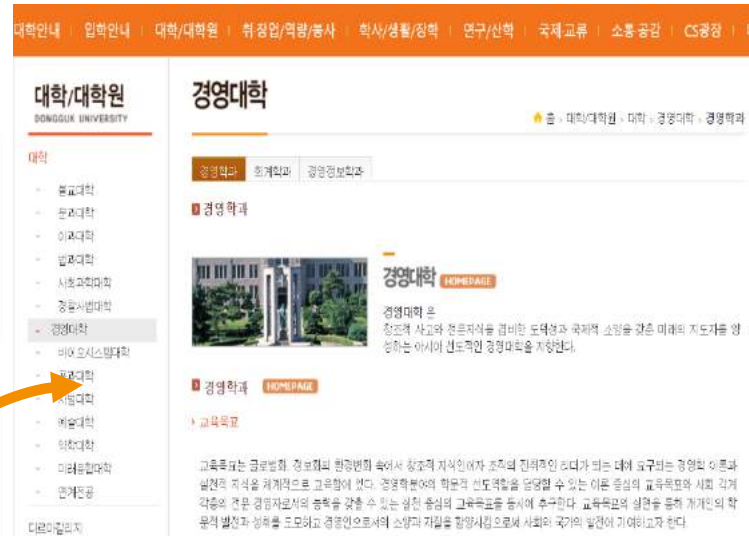 대학안내 | 입학안내 | 대학/대학원 | 취·창업/역량/봉사 | 학사/생활/장학 | 연구/산학 | 국제교류 | 소통·공감 | CS광장
대학/대학원
DONGGUK UNIVERSITY
대학
불교대학
문과대학
이과대학
법과대학
사회과학대학
경찰사법대학
경영대학
바이오시스템대학
공과대학
사범대학
예술대학
약학대학
미래융합대학
연계전공
다르마칼리지
경영대학
홈 > 대학/대학원 > 대학 > 경영대학 > 경영학과
경영학과 회계학과 경영정보학과
경영학과
경영대학 HOMEPAGE
경영대학 은
창조적 사고와 전문지식을 겸비한 도덕성과 국제적 소양을 갖춘 미래의 지도자를 양
성하는 아시아 선도적인 경영대학을 지향한다.
경영학과 HOMEPAGE
교육목표
교육목표는 글로벌화, 정보화의 환경변화 속에서 창조적 지식인이자 조직의 진취적인 리더가 되는 데에 요구되는 경영학 이론과
실천적 지식을 체계적으로 교육함에 있다. 경영학분야의 학문적 선도역할을 담당할 수 있는 이론 중심의 교육목표와 사회 각계
각층의 전문 경영자로서의 능력을 갖출 수 있는 실천 중심의 교육목표를 동시에 추구한다. 교육목표의 실현을 통해 개개인의 학
문적 발전과 성취를 도모하고 경영인으로서의 소양과 자질을 함양시킴으로써 사회와 국가의 발전에 기여하고자 한다.